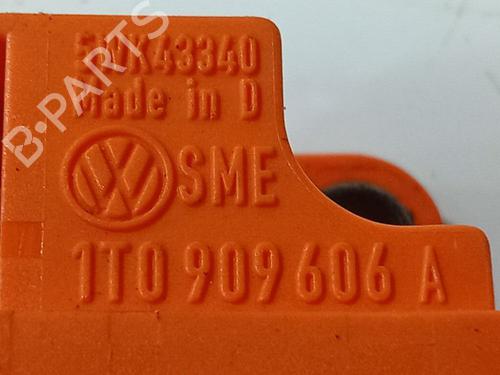 5WK43340
Made in D
SME
1T0 909 606 A
B-PARTS